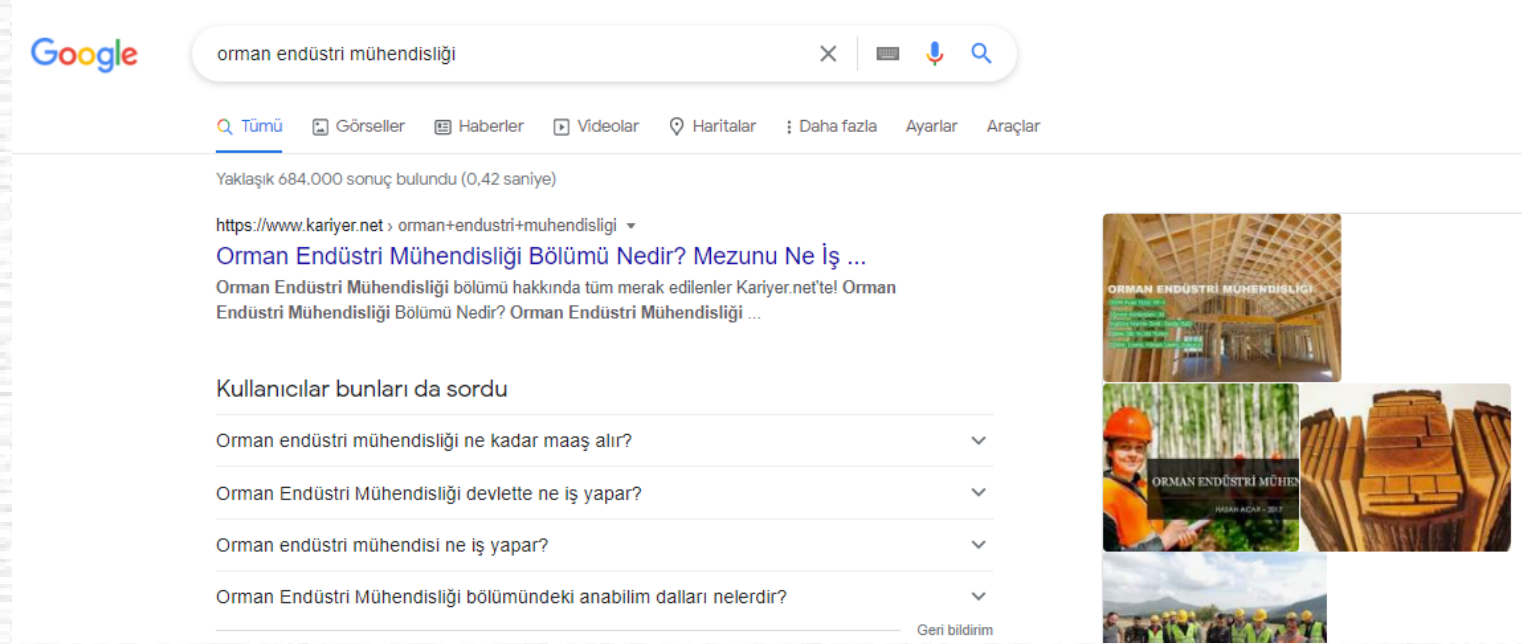 Google
orman endüstri mühendisliği
Tümü Görseller Haberler Videolar Haritalar Daha fazla Ayarlar Araçlar
Yaklaşık 684.000 sonuç bulundu (0,42 saniye)
https://www.kariyer.net › orman+endustri+muhendisligi
Orman Endüstri Mühendisliği Bölümü Nedir? Mezunu Ne İş ...
Orman Endüstri Mühendisliği bölümü hakkında tüm merak edilenler Kariyer.net'te! Orman
Endüstri Mühendisliği Bölümü Nedir? Orman Endüstri Mühendisliği ...
Kullanıcılar bunları da sordu
Orman endüstri mühendisliği ne kadar maaş alır?
Orman Endüstri Mühendisliği devlette ne iş yapar?
Orman endüstri mühendisi ne iş yapar?
Orman Endüstri Mühendisliği bölümündeki anabilim dalları nelerdir?
Geri bildirim
ORMAN ENDÜSTRİ MÜHENDİSLİĞİ
ORMAN ENDÜSTRİ MÜHEN
HASAN ACAR – 2017